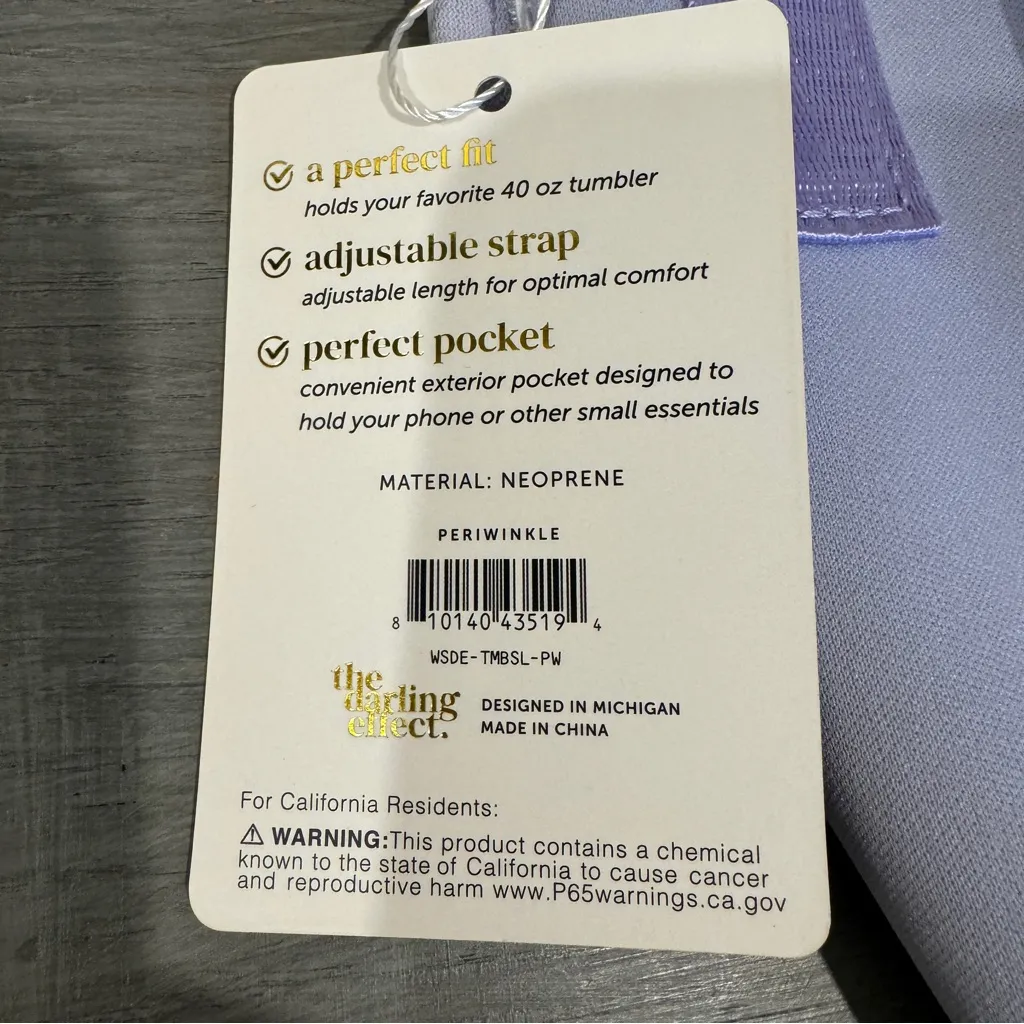 a perfect fit
holds your favorite 40 oz tumbler
adjustable strap
adjustable length for optimal comfort
perfect pocket
convenient exterior pocket designed to
hold your phone or other small essentials
MATERIAL: NEOPRENE
PERIWINKLE
8 10140 43519 4
WSDE-TMBSL-PW
the
darling
effect.
DESIGNED IN MICHIGAN
MADE IN CHINA
For California Residents:
⚠ WARNING:This product contains a chemical
known to the state of California to cause cancer
and reproductive harm www.P65warnings.ca.gov